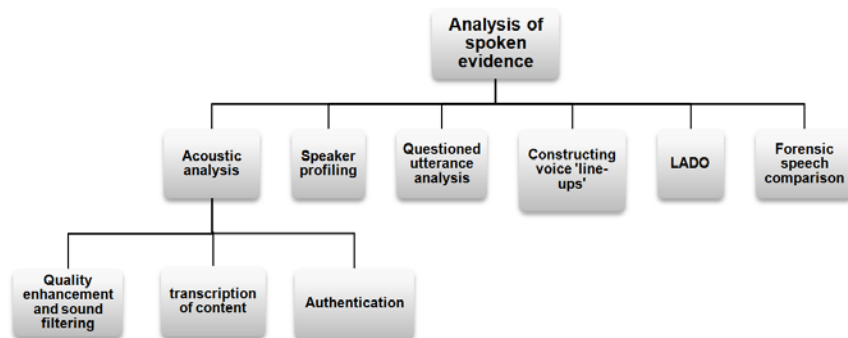 Analysis of
spoken
evidence
Acoustic
analysis
Speaker
profiling
Questioned
utterance
analysis
Constructing
voice 'line-
ups'
LADO
Forensic
speech
comparison
Quality
enhancement
and sound
filtering
transcription
of content
Authentication